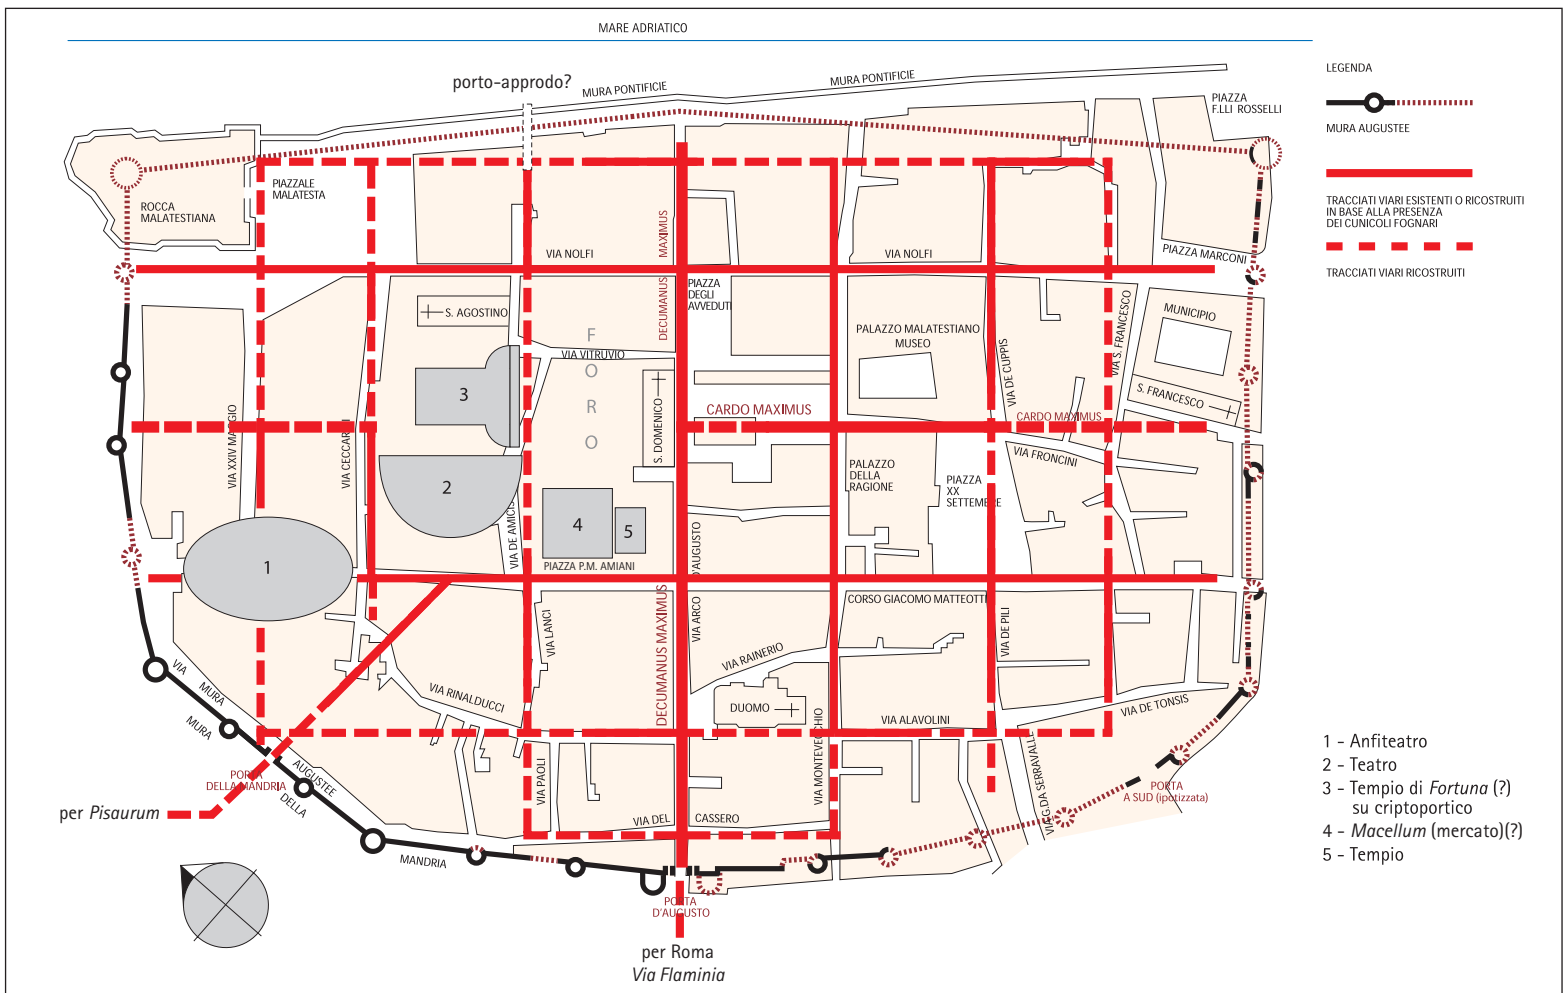 MARE ADRIATICO
porto-approdo?
MURA PONTIFICIE
MURA PONTIFICIE
PIAZZA
F.LLI ROSSELLI
PIAZZALE
MALATESTA
ROCCA
MALATESTIANA
VIA NOLFI
DECUMANUS MAXIMUS
VIA NOLFI
PIAZZA MARCONI
PIAZZA
DEGLI
AVVEDUTI
S. AGOSTINO
FORO
VIA VITRUVIO
PALAZZO MALATESTIANO
MUSEO
VIA DE CUPPIS
VIA S. FRANCESCO
MUNICIPIO
S. FRANCESCO
3
S. DOMENICO
CARDO MAXIMUS
CARDO MAXIMUS
VIA XXIV MAGGIO
VIA CECCARINI
VIA FRONCINI
2
PALAZZO
DELLA
RAGIONE
PIAZZA
XX
SETTEMBRE
VIA DE AMICIS
4
5
1
PIAZZA P.M. AMIANI
VIA ARCO D'AUGUSTO
CORSO GIACOMO MATTEOTTI
VIA LANCI
DECUMANUS MAXIMUS
VIA DE PILI
VIA RAINERIO
VIA RINALDUCCI
DUOMO
VIA MONTEVECCHIO
VIA ALAVOLINI
VIA DE TONSIS
VIA MURA
MURA AUGUSTEE
DELLA
MANDRIA
PORTA
DELLA MANDRIA
VIA PAOLI
VIA DEL CASSERO
VIA G.DA SERRAVALLE
PORTA
A SUD (ipotizzata)
per Pisaurum
PORTA
D'AUGUSTO
per Roma
Via Flaminia
LEGENDA
MURA AUGUSTEE
TRACCIATI VIARI ESISTENTI O RICOSTRUITI
IN BASE ALLA PRESENZA
DEI CUNICOLI FOGNARI
TRACCIATI VIARI RICOSTRUITI
1 - Anfiteatro
2 - Teatro
3 - Tempio di Fortuna (?)
su criptoportico
4 - Macellum (mercato)(?)
5 - Tempio